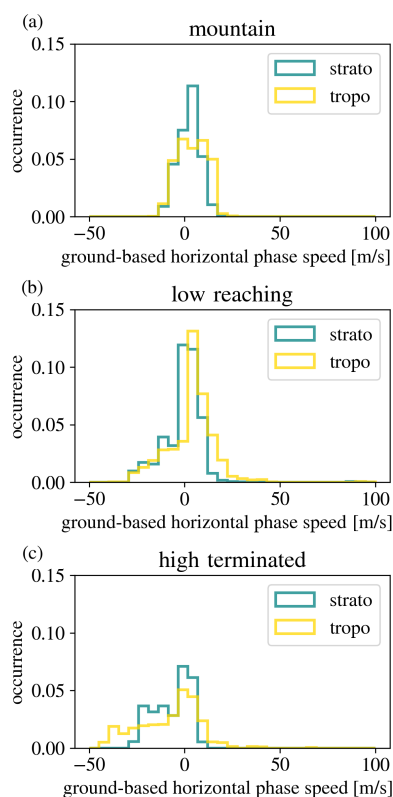 (a)
mountain
0.15
0.10
0.05
0.00
occurrence
strato
tropo
−50 0 50 100
ground-based horizontal phase speed [m/s]
(b)
low reaching
0.15
0.10
0.05
0.00
occurrence
strato
tropo
−50 0 50 100
ground-based horizontal phase speed [m/s]
(c)
high terminated
0.15
0.10
0.05
0.00
occurrence
strato
tropo
−50 0 50 100
ground-based horizontal phase speed [m/s]